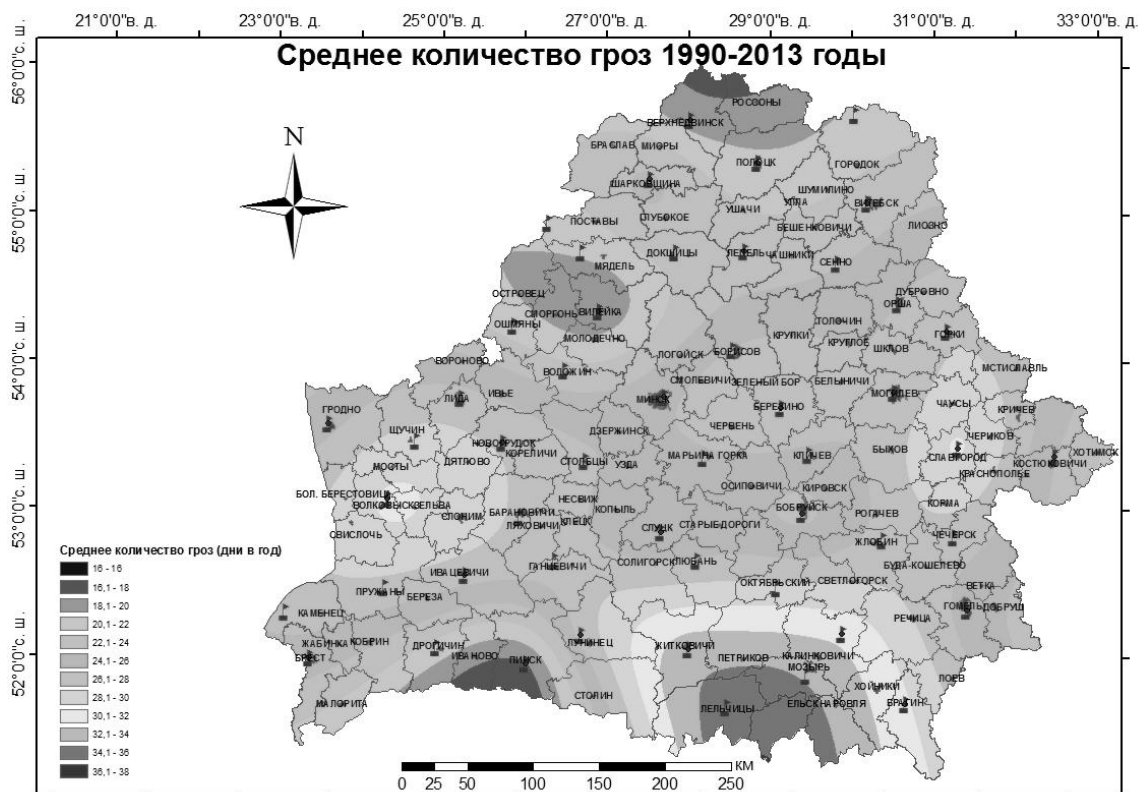 21°0'0"в. д. 23°0'0"в. д. 25°0'0"в. д. 27°0'0"в. д. 29°0'0"в. д. 31°0'0"в. д. 33°0'0"в. д.
Среднее количество гроз 1990-2013 годы
56°0'0"с. ш.
55°0'0"с. ш.
54°0'0"с. ш.
53°0'0"с. ш.
52°0'0"с. ш.
N
РОССОНЫ
ВЕРХНЕДВИНСК
БРАСЛАВ МИОРЫ
ПОЛОЦК ГОРОДОК
ШАРКОВЩИНА
ШУМИЛИНО
УЛЛА ВИТЕБСК
ПОСТАВЫ ГЛУБОКОЕ УШАЧИ
БЕШЕНКОВИЧИ ЛИОЗНО
ДОКШИЦЫ ЛЕПЕЛЬ ЧАШНИКИ
СЕННО
МЯДЕЛЬ
ОСТРОВЕЦ ДУБРОВНО
ОРША
СМОРГОНЬ ВИЛЕЙКА
ОШМЯНЫ ТОЛОЧИН
МОЛОДЕЧНО КРУПКИ ГОРКИ
КРУГЛОЕ ШКЛОВ
ЛОГОЙСК БОРИСОВ
ВОРОНОВО МСТИСЛАВЛЬ
ВОЛОЖИН СМОЛЕВИЧИ ЗЕЛЕНЫЙ БОР БЕЛЫНИЧИ
ЛИДА ИВЬЕ МИНСК МОГИЛЕВ
ГРОДНО БЕРЕЗИНО ЧАУСЫ КРИЧЕВ
ЩУЧИН ДЗЕРЖИНСК ЧЕРВЕНЬ ЧЕРИКОВ
НОВОГРУДОК
КОРЕЛИЧИ БЫХОВ ХОТИМСК
МОСТЫ ДЯТЛОВО СТОЛБЦЫ УЗДА МАРЬИНА ГОРКА КЛИЧЕВ СЛАВГОРОД КОСТЮКОВИЧИ
КРАСНОПОЛЬЕ
БОЛ. БЕРЕСТОВИЦА ОСИПОВИЧИ КИРОВСК
ВОЛКОВЫСК ЗЕЛЬВА НЕСВИЖ КОРМА
СЛОНИМ БАРАНОВИЧИ КОПЫЛЬ БОБРУЙСК РОГАЧЕВ
ЛЯХОВИЧИ КЛЕЦК
СВИСЛОЧЬ СЛУЦК СТАРЫЕ ДОРОГИ ЧЕЧЕРСК
ЖЛОБИН
ИВАЦЕВИЧИ ГАНЦЕВИЧИ СОЛИГОРСК ЛЮБАНЬ БУДА-КОШЕЛЕВО
ПРУЖАНЫ БЕРЕЗА ОКТЯБРЬСКИЙ СВЕТЛОГОРСК ВЕТКА
КАМЕНЕЦ ГОМЕЛЬ ДОБРУШ
РЕЧИЦА
ЖАБИНКА КОБРИН ДРОГИЧИН ЛУНИНЕЦ ЖИТКОВИЧИ
БРЕСТ ИВАНОВО ПИНСК ПЕТРИКОВ КАЛИНКОВИЧИ
МОЗЫРЬ
ЛОЕВ
ХОЙНИКИ
МАЛОРИТА СТОЛИН ЛЕЛЬЧИЦЫ ЕЛЬСК НАРОВЛЯ БРАГИН
Среднее количество гроз (дни в год)
16 - 16
16,1 - 18
18,1 - 20
20,1 - 22
22,1 - 24
24,1 - 26
26,1 - 28
28,1 - 30
30,1 - 32
32,1 - 34
34,1 - 36
36,1 - 38
КМ
0 25 50 100 150 200 250